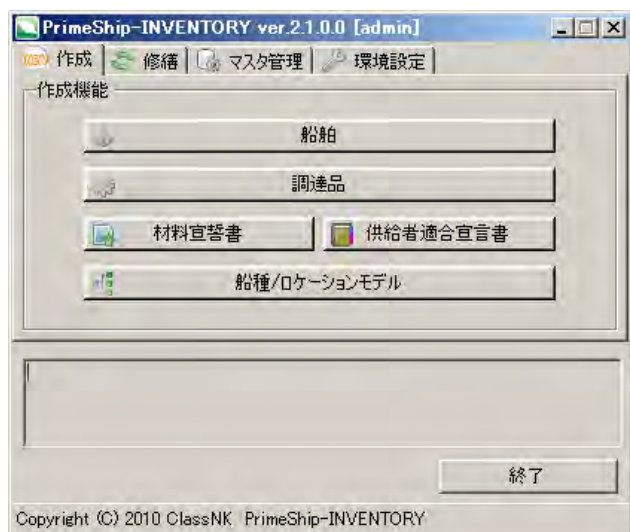 PrimeShip-INVENTORY ver.2.1.0.0 [admin]
作成 修繕 マスタ管理 環境設定
作成機能
船舶
調達品
材料宣誓書 供給者適合宣言書
船種/ロケーションモデル
終了
Copyright (C) 2010 ClassNK PrimeShip-INVENTORY